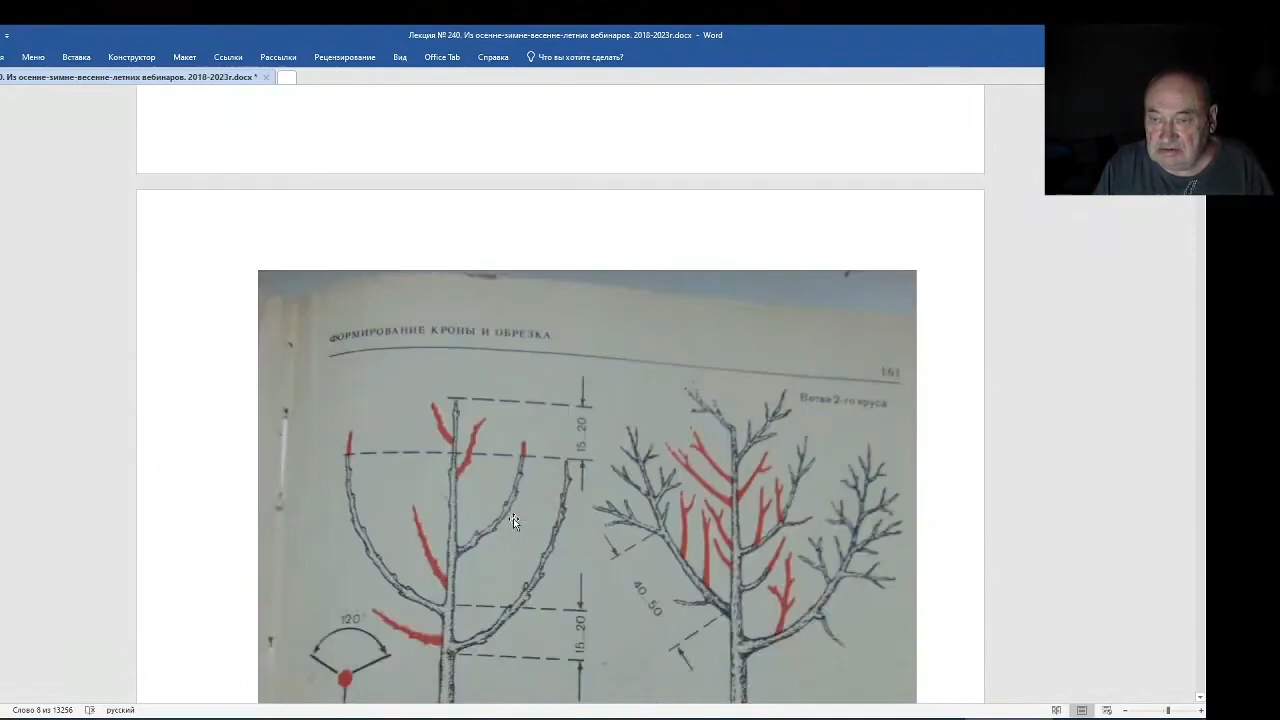 Лекция № 240. Из осенне-зимне-весенне-летних вебинаров. 2018-2023г.docx - Word
Меню Вставка Конструктор Макет Ссылки Рассылки Рецензирование Вид Office Tab Справка Что вы хотите сделать?
0. Из осенне-зимне-весенне-летних вебинаров. 2018-2023г.docx *
ФОРМИРОВАНИЕ КРОНЫ И ОБРЕЗКА
161
Ветви 2-го яруса
15...20
40...50
15...20
120°
Слово 8 из 13256 русский